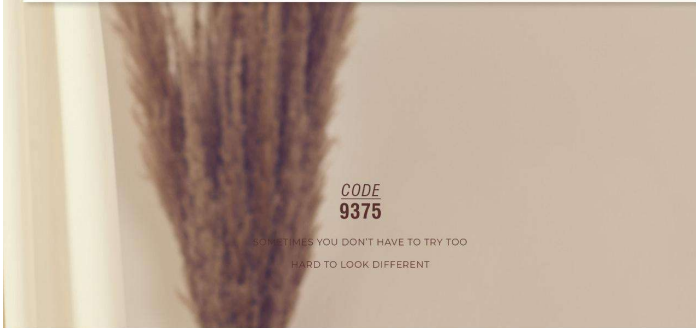 CODE
9375
SOMETIMES YOU DON'T HAVE TO TRY TOO
HARD TO LOOK DIFFERENT